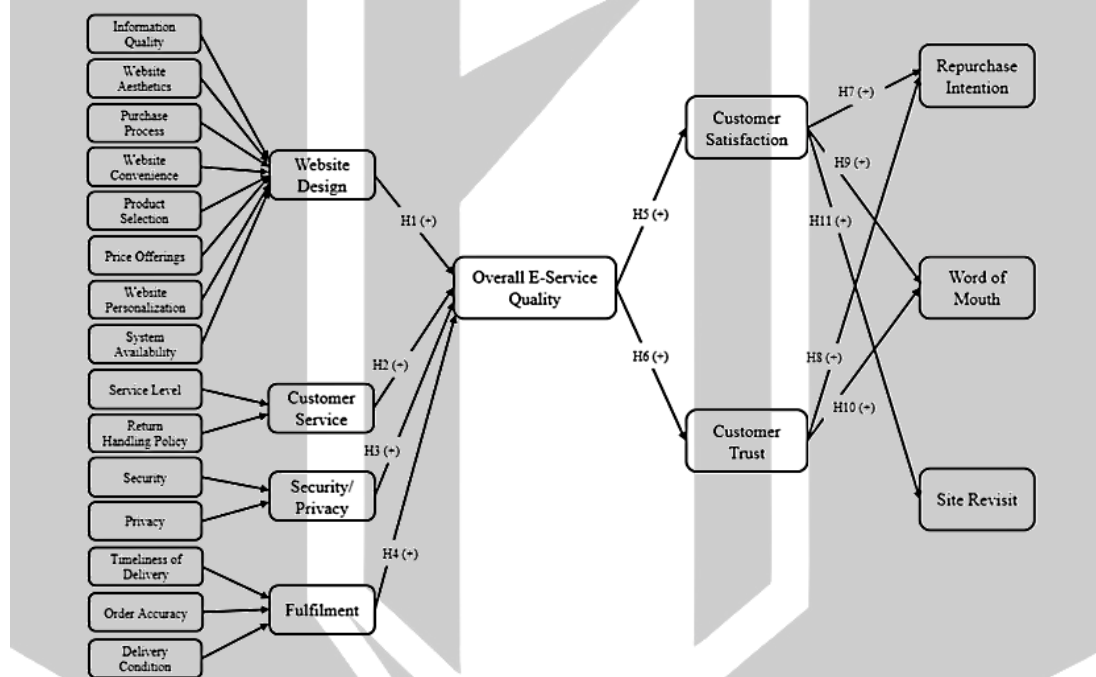 Information
Quality
Website
Aesthetics
Purchase
Process
Website
Convenience
Product
Selection
Price Offerings
Website
Personalization
System
Availability
Service Level
Return
Handling Policy
Security
Privacy
Timeliness of
Delivery
Order Accuracy
Delivery
Condition
Website
Design
Customer
Service
Security/
Privacy
Fulfilment
H1 (+)
H2 (+)
H3 (+)
H4 (+)
Overall E-Service
Quality
H5 (+)
H6 (+)
Customer
Satisfaction
Customer
Trust
H7 (+)
H9 (+)
H11 (+)
H8 (+)
H10 (+)
Repurchase
Intention
Word of
Mouth
Site Revisit